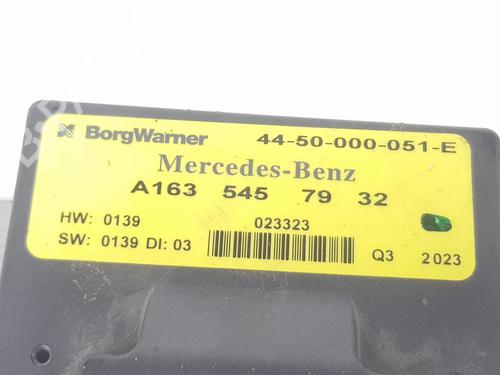 BorgWarner 44-50-000-051-E
Mercedes-Benz
A163 545 79 32
HW: 0139 023323
SW: 0139 DI: 03 Q3 2023